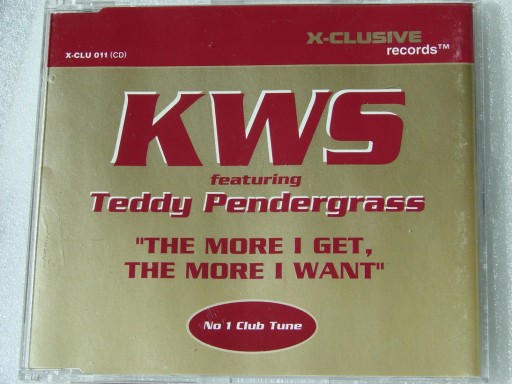 X-CLUSIVE
records™
X-CLU 011 (CD)
KWS
featuring
Teddy Pendergrass
"THE MORE I GET,
THE MORE I WANT"
No 1 Club Tune